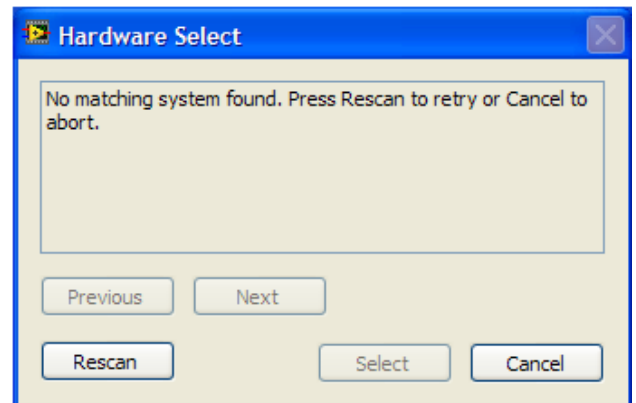 Hardware Select
No matching system found. Press Rescan to retry or Cancel to
abort.
Previous Next
Rescan Select Cancel